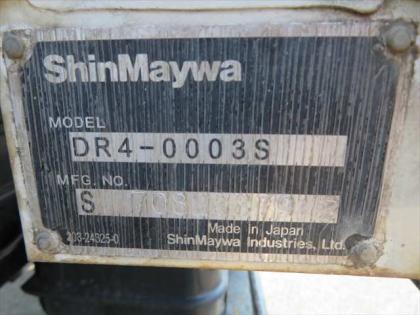 ShinMaywa
MODEL
DR4-0003S
MFG. NO.
S
Made in Japan
203-24325-0
ShinMaywa Industries, Ltd.